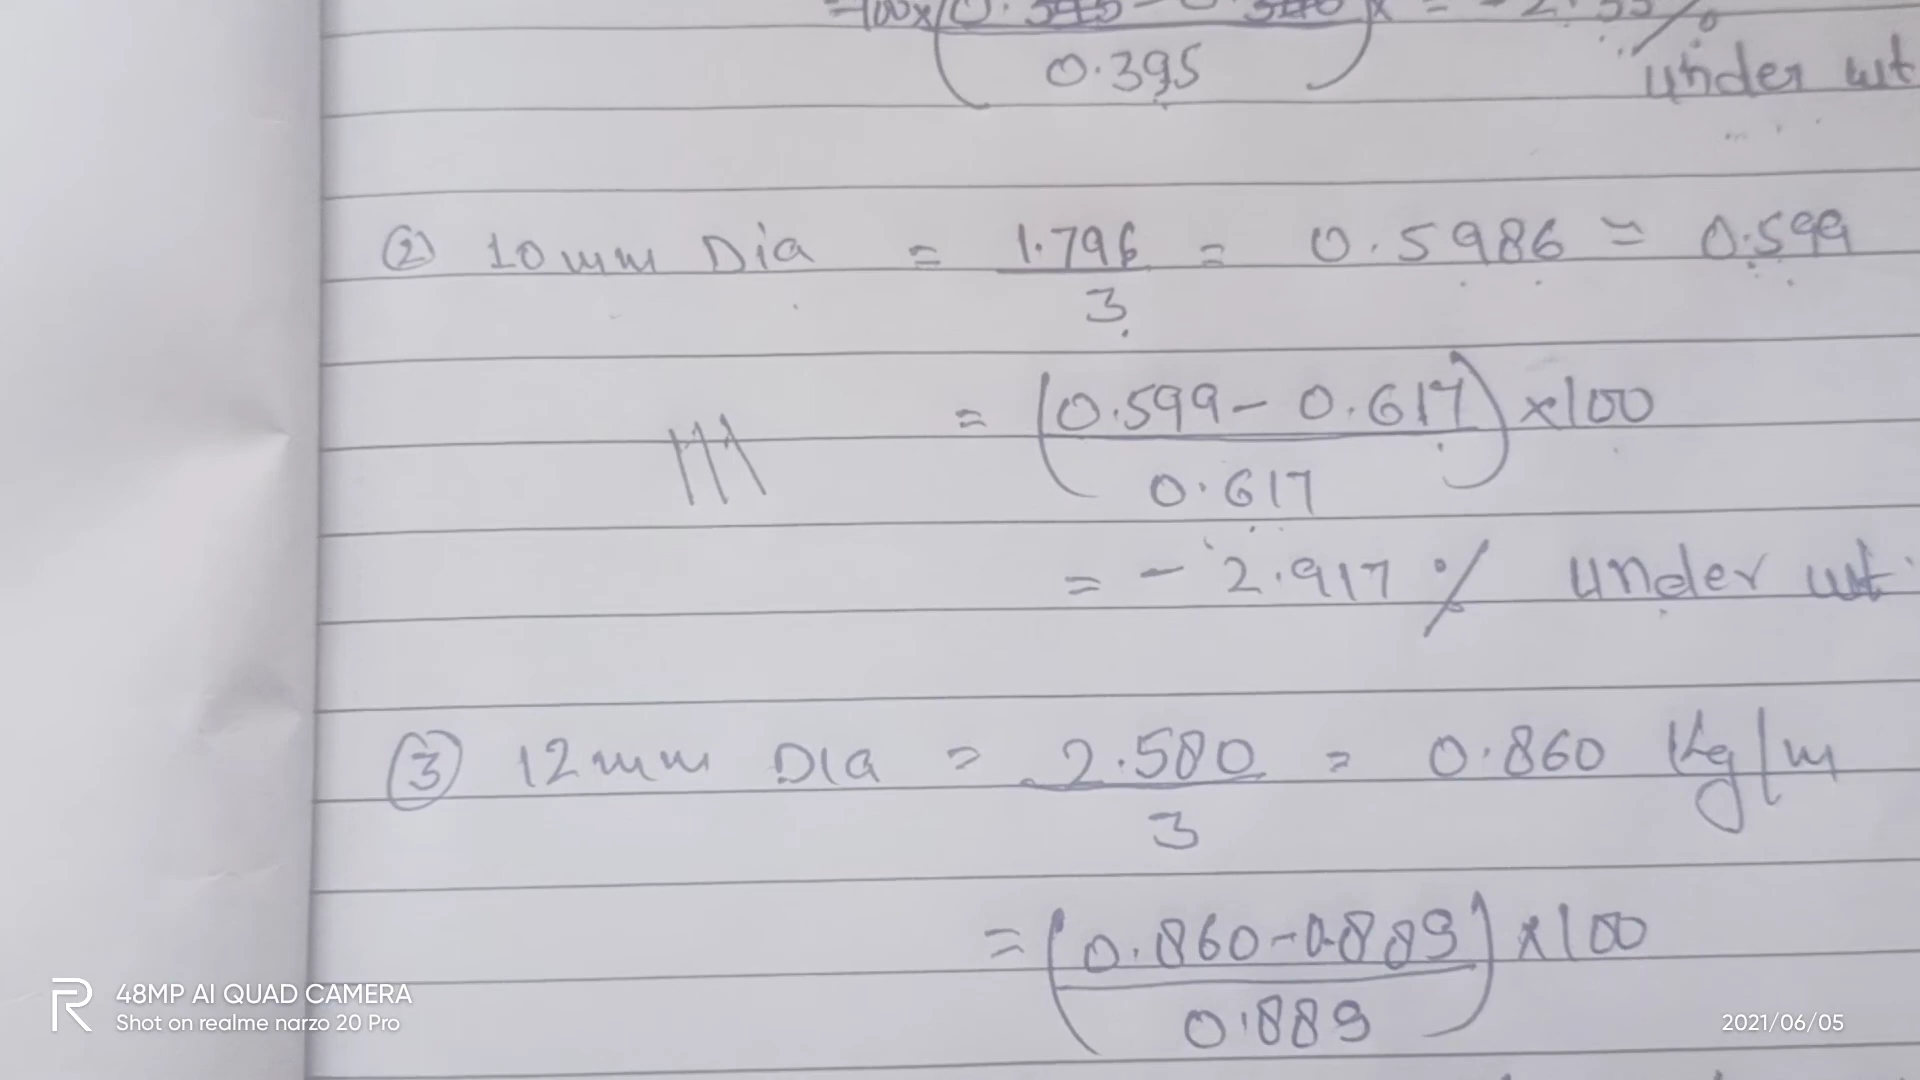 0.395
under wt
② 10mm Dia = 1.796 = 0.5986 = 0.599
3
= (0.599 - 0.617) x100
0.617
= - 2.917 % under wt.
③ 12mm DIA = 2.580 = 0.860 Kg/m
3
= (0.860-0.889) x100
0.889
48MP AI QUAD CAMERA
Shot on realme narzo 20 Pro
2021/06/05